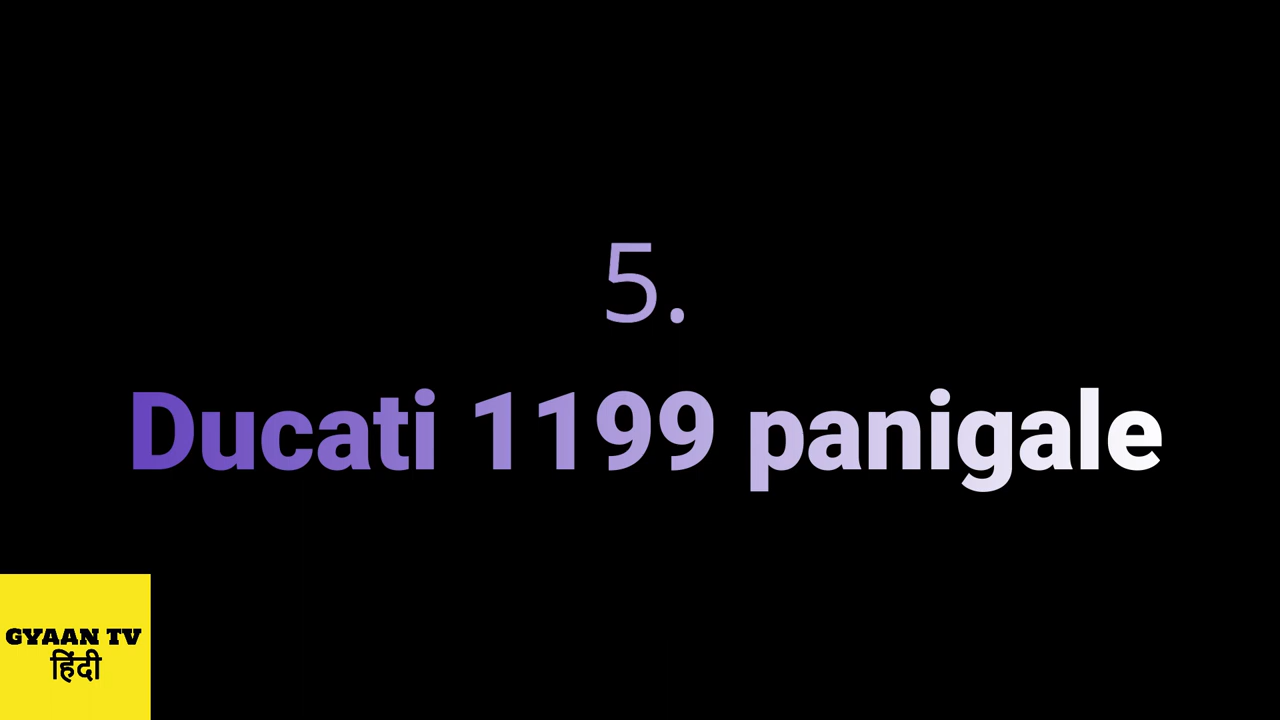 5.
Ducati 1199 panigale
GYAAN TV
हिंदी